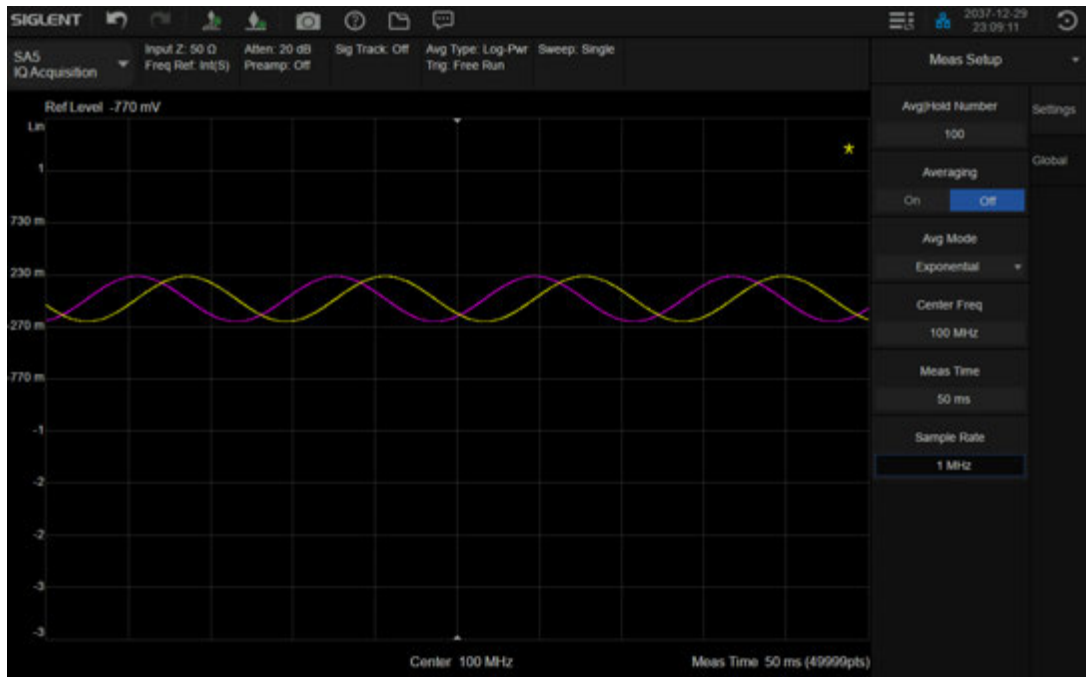 SIGLENT
2037-12-29
23:09:11
SA5
IQ Acquisition
Input Z: 50 Ω
Freq Ref: Int(S)
Atten: 20 dB
Preamp: Off
Sig Track: Off
Avg Type: Log-Pwr
Trig: Free Run
Sweep: Single
Meas Setup
Ref Level -770 mV
Lin
1
730 m
230 m
-270 m
-770 m
-1
-2
-2
-3
-3
Center 100 MHz
Meas Time 50 ms (49999pts)
Avg|Hold Number
100
Averaging
On Off
Avg Mode
Exponential
Center Freq
100 MHz
Meas Time
50 ms
Sample Rate
1 MHz
Settings
Global